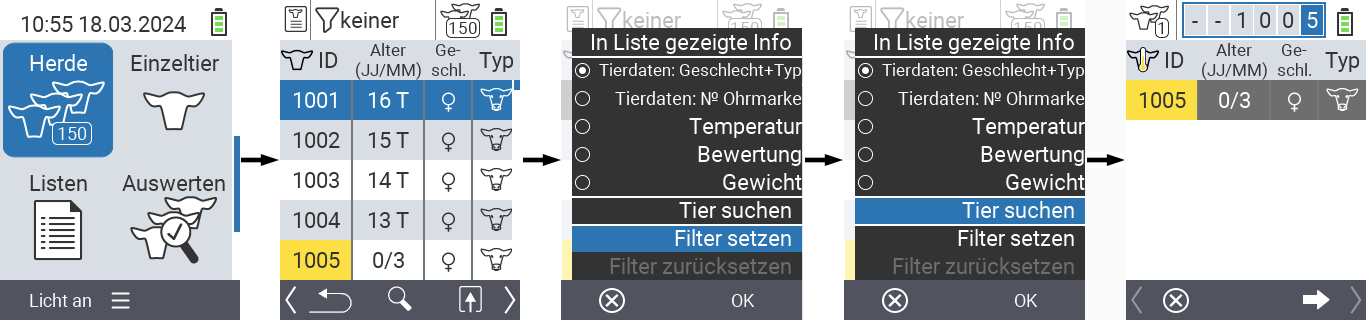 10:55 18.03.2024
Herde
150
Einzeltier
Listen
Auswerten
Licht an
keiner
150
ID
Alter
(JJ/MM)
Ge-
schl.
Typ
1001 16 T
1002 15 T
1003 14 T
1004 13 T
1005 0/3
keiner
150
In Liste gezeigte Info
Tierdaten: Geschlecht+Typ
Tierdaten: № Ohrmarke
Temperatur
Bewertung
Gewicht
Tier suchen
Filter setzen
Filter zurücksetzen
OK
keiner
150
In Liste gezeigte Info
Tierdaten: Geschlecht+Typ
Tierdaten: № Ohrmarke
Temperatur
Bewertung
Gewicht
Tier suchen
Filter setzen
Filter zurücksetzen
OK
1
- - 1 0 0 5
ID
Alter
(JJ/MM)
Ge-
schl.
Typ
1005 0/3